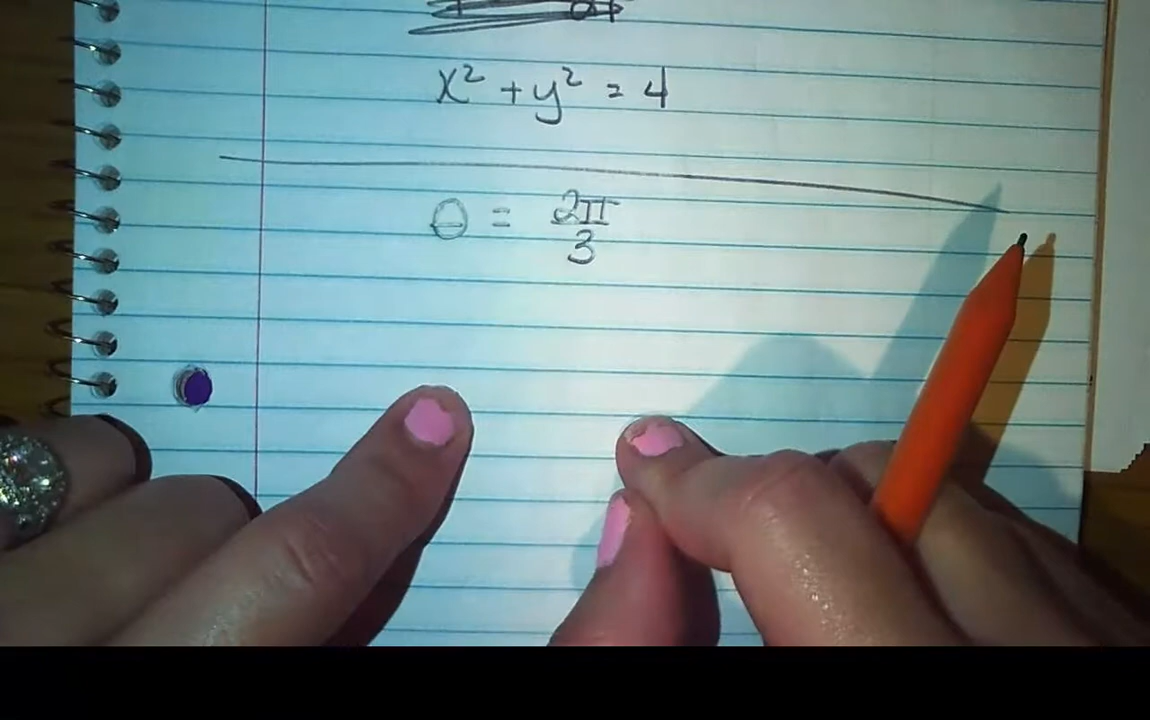 x² + y² = 4
θ = 2π/3